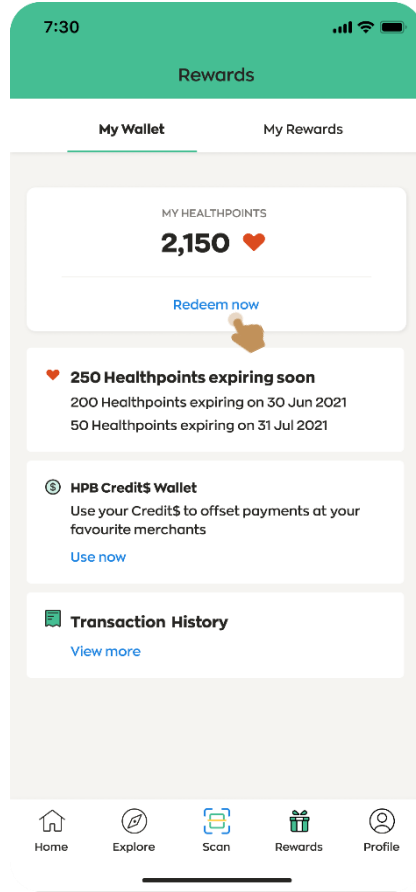 7:30
Rewards
My Wallet
My Rewards
MY HEALTHPOINTS
2,150
Redeem now
250 Healthpoints expiring soon
200 Healthpoints expiring on 30 Jun 2021
50 Healthpoints expiring on 31 Jul 2021
$
HPB Credit$ Wallet
Use your Credit$ to offset payments at your
favourite merchants
Use now
Transaction History
View more
Home
Explore
Scan
Rewards
Profile